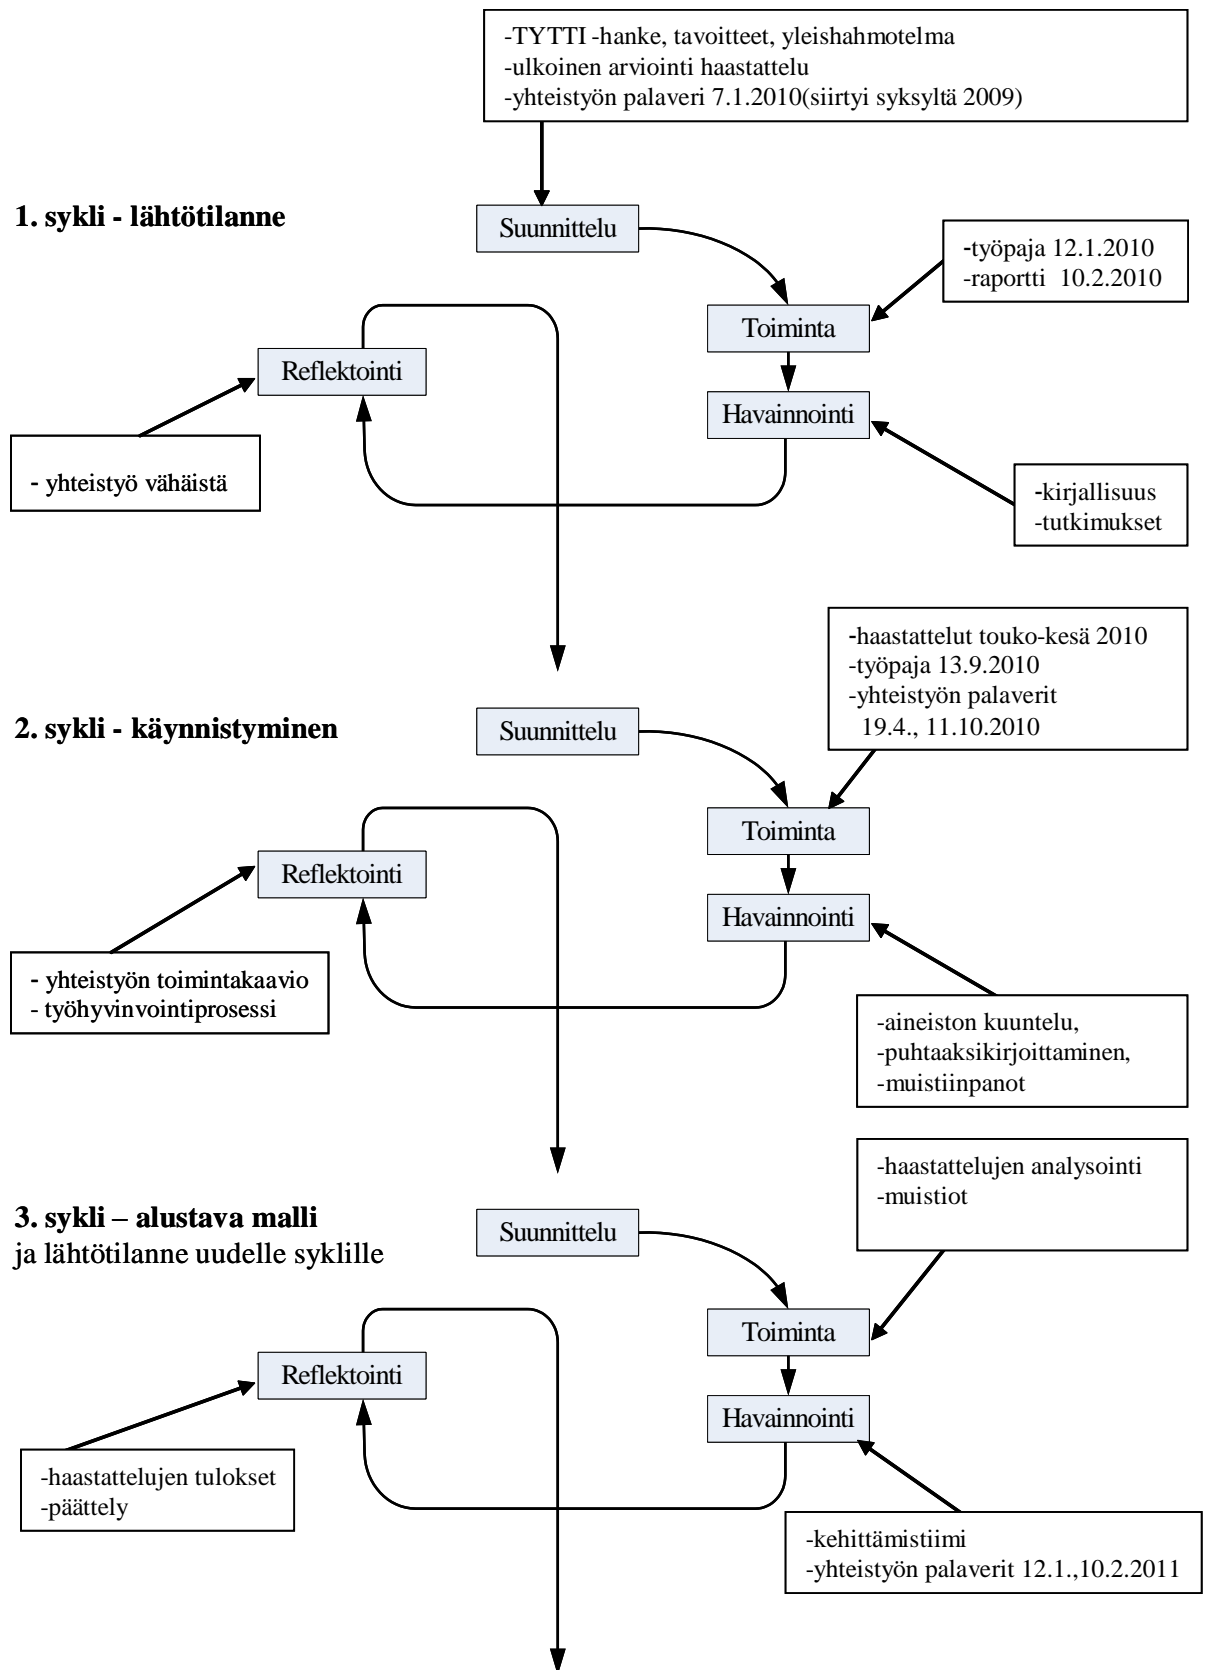 -TYTTI -hanke, tavoitteet, yleishahmotelma
-ulkoinen arviointi haastattelu
-yhteistyön palaveri 7.1.2010(siirtyi syksyltä 2009)
1. sykli - lähtötilanne
Suunnittelu
-työpaja 12.1.2010
-raportti 10.2.2010
Toiminta
Reflektointi
Havainnointi
- yhteistyö vähäistä
-kirjallisuus
-tutkimukset
-haastattelut touko-kesä 2010
-työpaja 13.9.2010
-yhteistyön palaverit
19.4., 11.10.2010
2. sykli - käynnistyminen
Suunnittelu
Toiminta
Reflektointi
Havainnointi
- yhteistyön toimintakaavio
- työhyvinvointiprosessi
-aineiston kuuntelu,
-puhtaaksikirjoittaminen,
-muistiinpanot
-haastattelujen analysointi
-muistiot
3. sykli – alustava malli
ja lähtötilanne uudelle syklille
Suunnittelu
Toiminta
Reflektointi
Havainnointi
-haastattelujen tulokset
-päättely
-kehittämistiimi
-yhteistyön palaverit 12.1.,10.2.2011